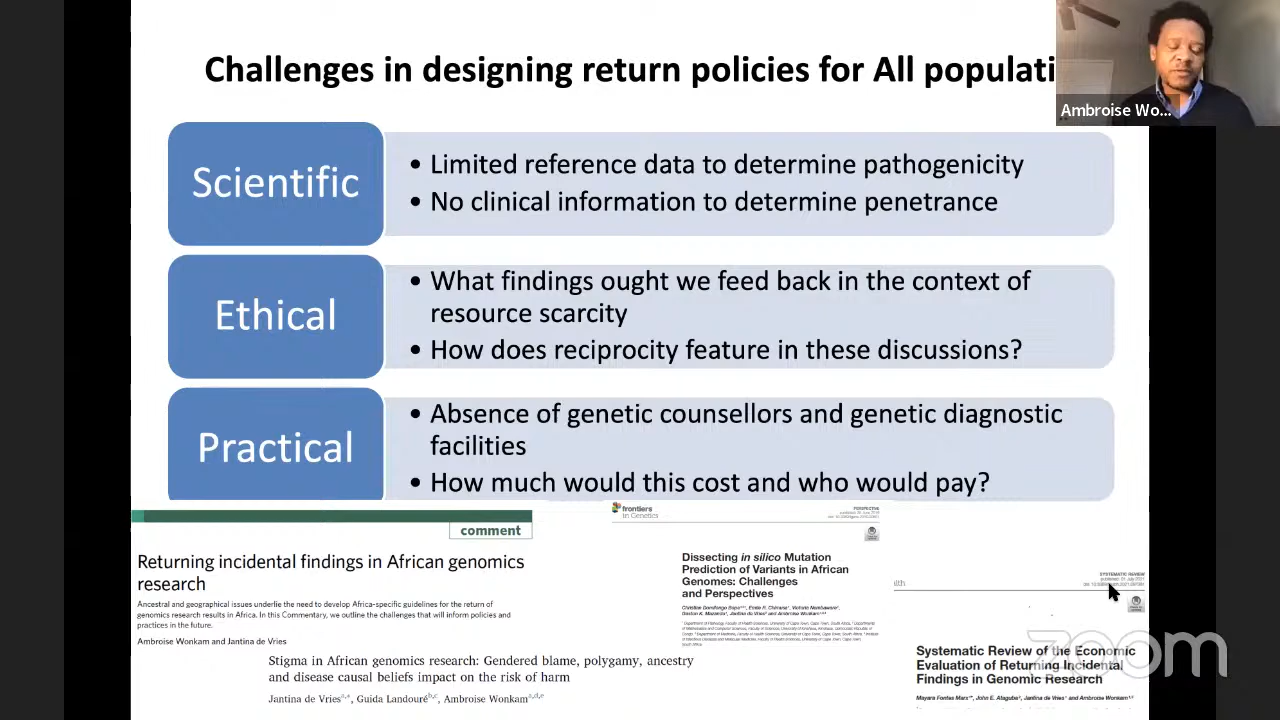 Challenges in designing return policies for All populati
Ambroise Wo...
Scientific
• Limited reference data to determine pathogenicity
• No clinical information to determine penetrance
Ethical
• What findings ought we feed back in the context of
resource scarcity
• How does reciprocity feature in these discussions?
Practical
• Absence of genetic counsellors and genetic diagnostic
facilities
• How much would this cost and who would pay?
comment
Returning incidental findings in African genomics
research
Ancestral and geographical issues underlie the need to develop Africa-specific guidelines for the return of
genomics research results in Africa. In this Commentary, we outline the challenges that will inform policies and
practices in the future.
Ambroise Wonkam and Jantina de Vries
Stigma in African genomics research: Gendered blame, polygamy, ancestry
and disease causal beliefs impact on the risk of harm
Jantina de Vries, Guida Landouré, Ambroise Wonkam
frontiers
in Genetics
PERSPECTIVE
Dissecting in silico Mutation
Prediction of Variants in African
Genomes: Challenges
and Perspectives
SYSTEMATIC REVIEW
Systematic Review of the Economic
Evaluation of Returning Incidental
Findings in Genomic Research
zoom